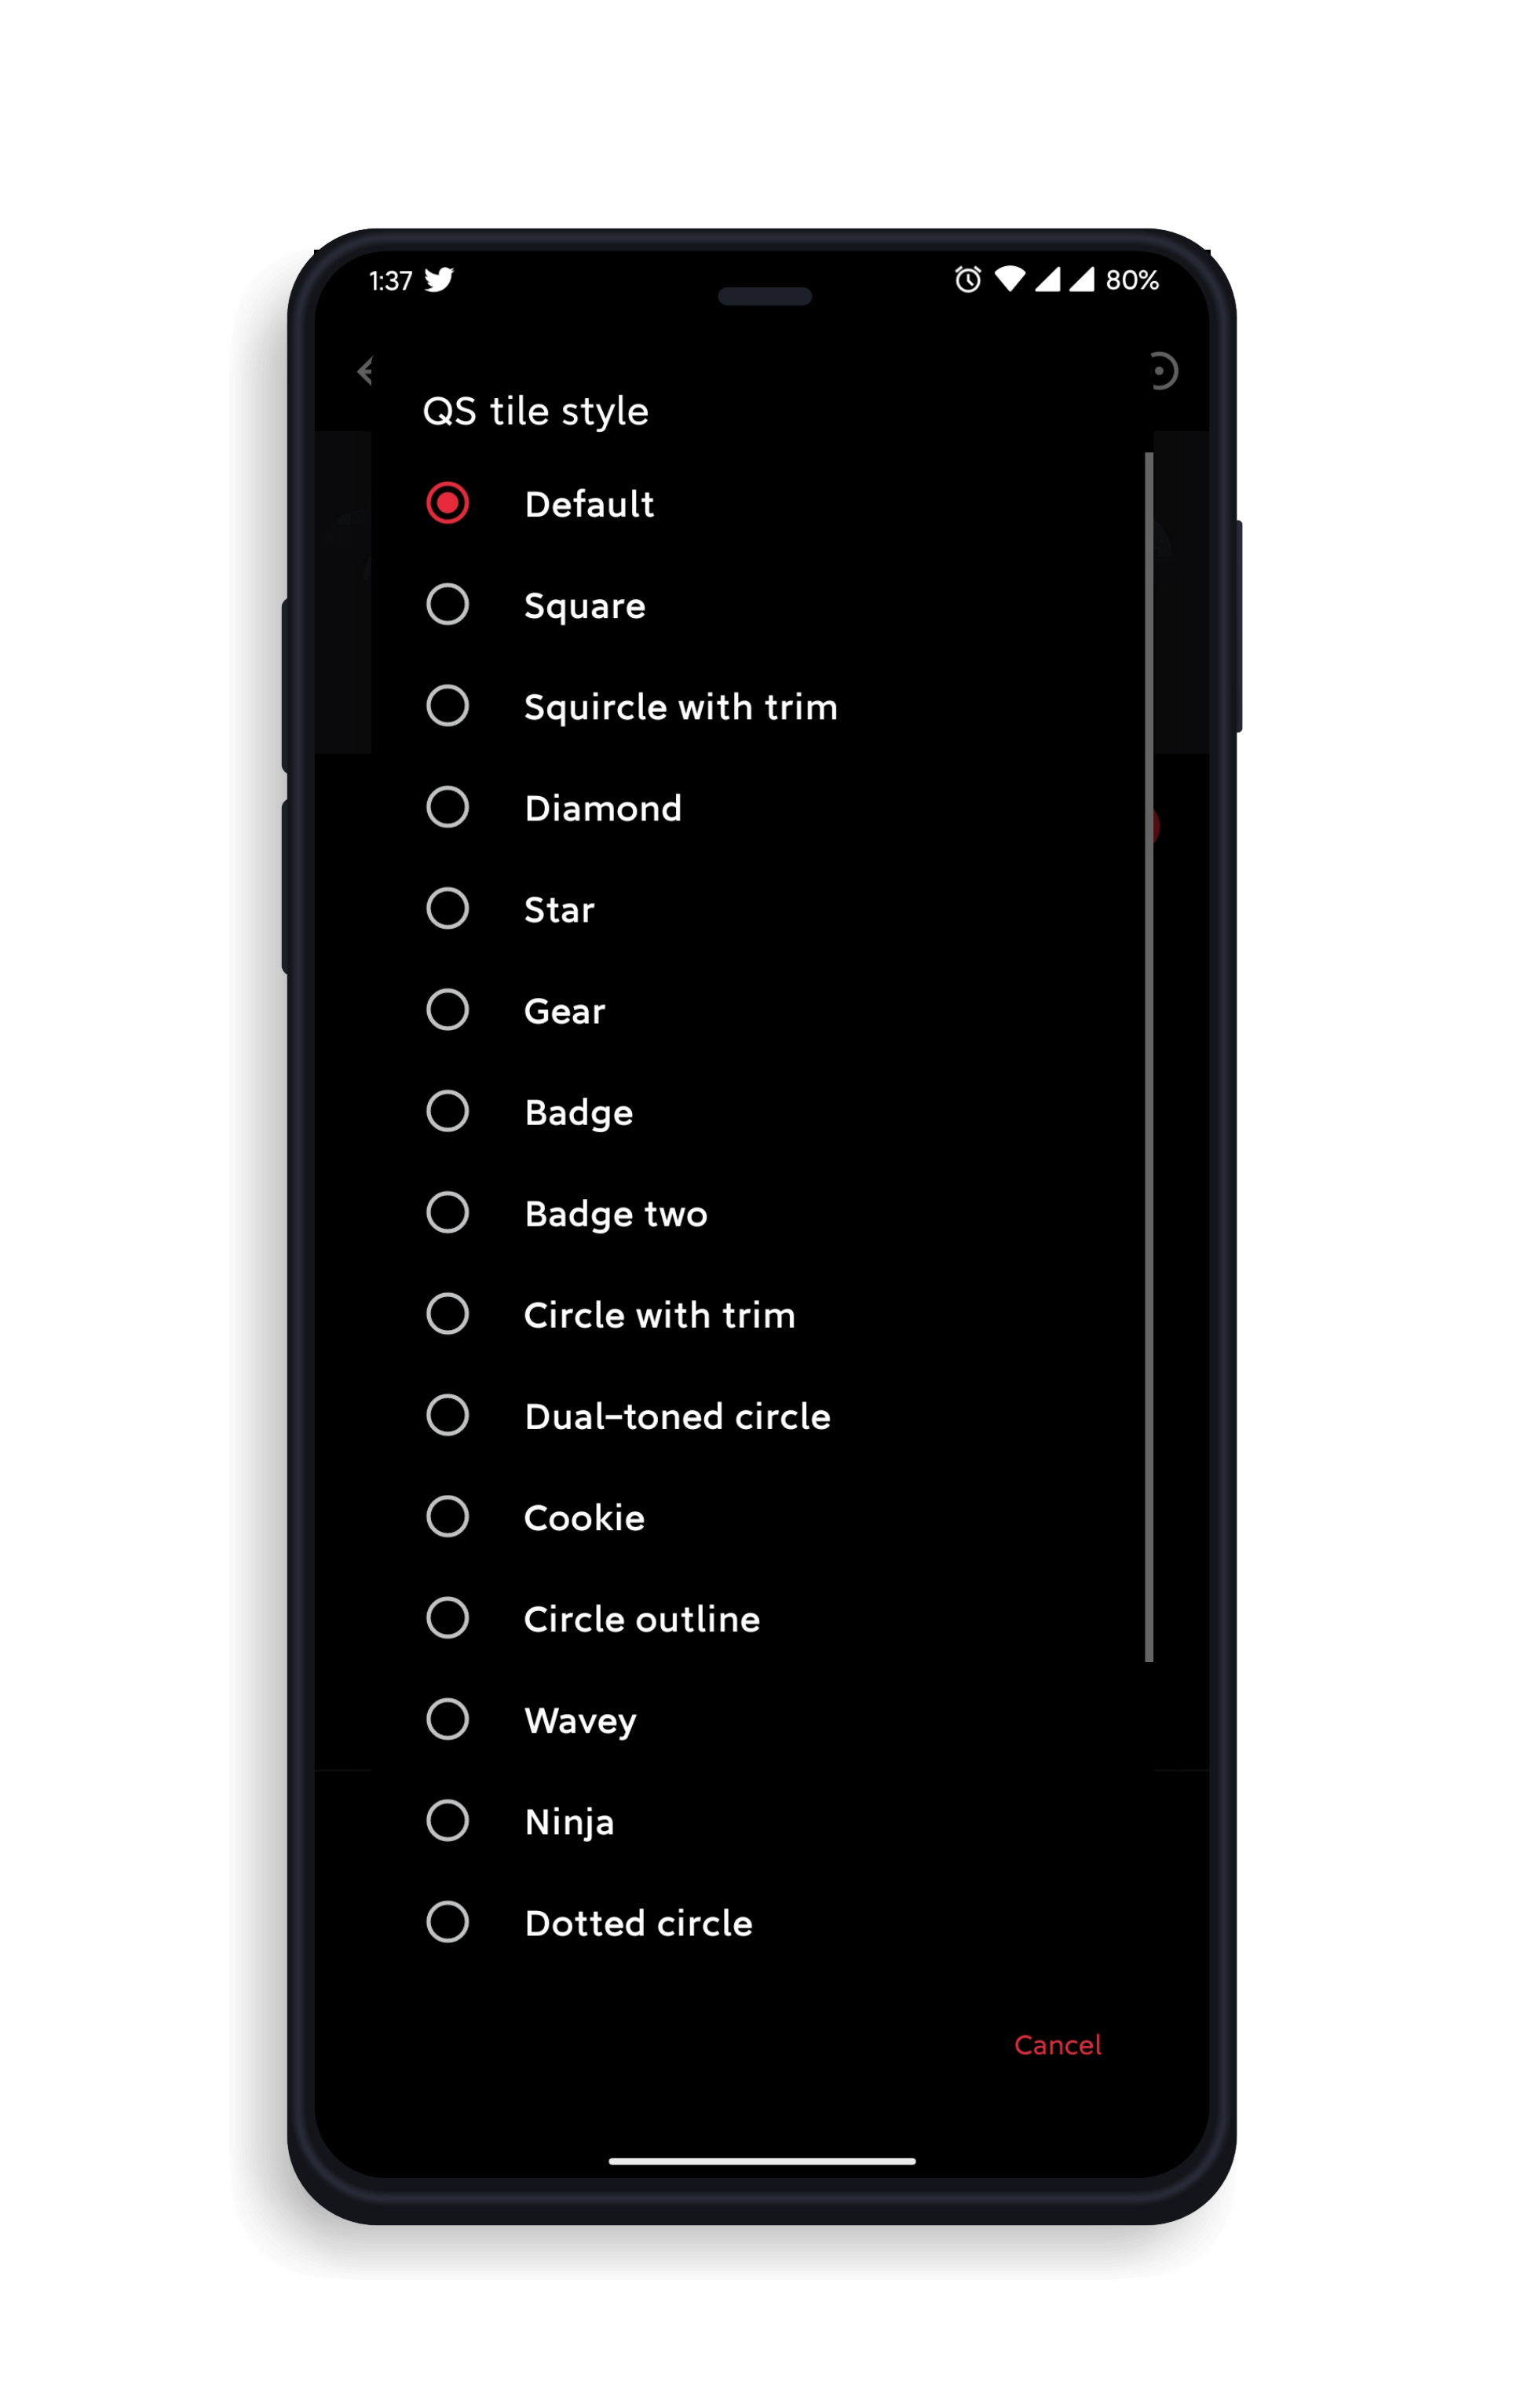 1:37 80%
QS tile style
Default
Square
Squircle with trim
Diamond
Star
Gear
Badge
Badge two
Circle with trim
Dual-toned circle
Cookie
Circle outline
Wavey
Ninja
Dotted circle
Cancel